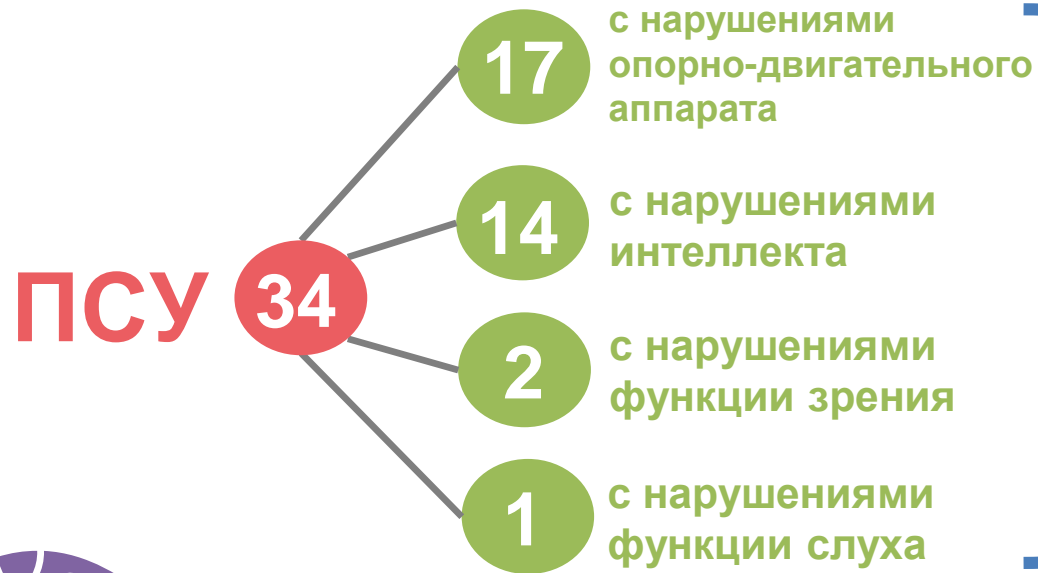 17
с нарушениями
опорно-двигательного
аппарата
14
с нарушениями
интеллекта
ПСУ 34
2
с нарушениями
функции зрения
1
с нарушениями
функции слуха